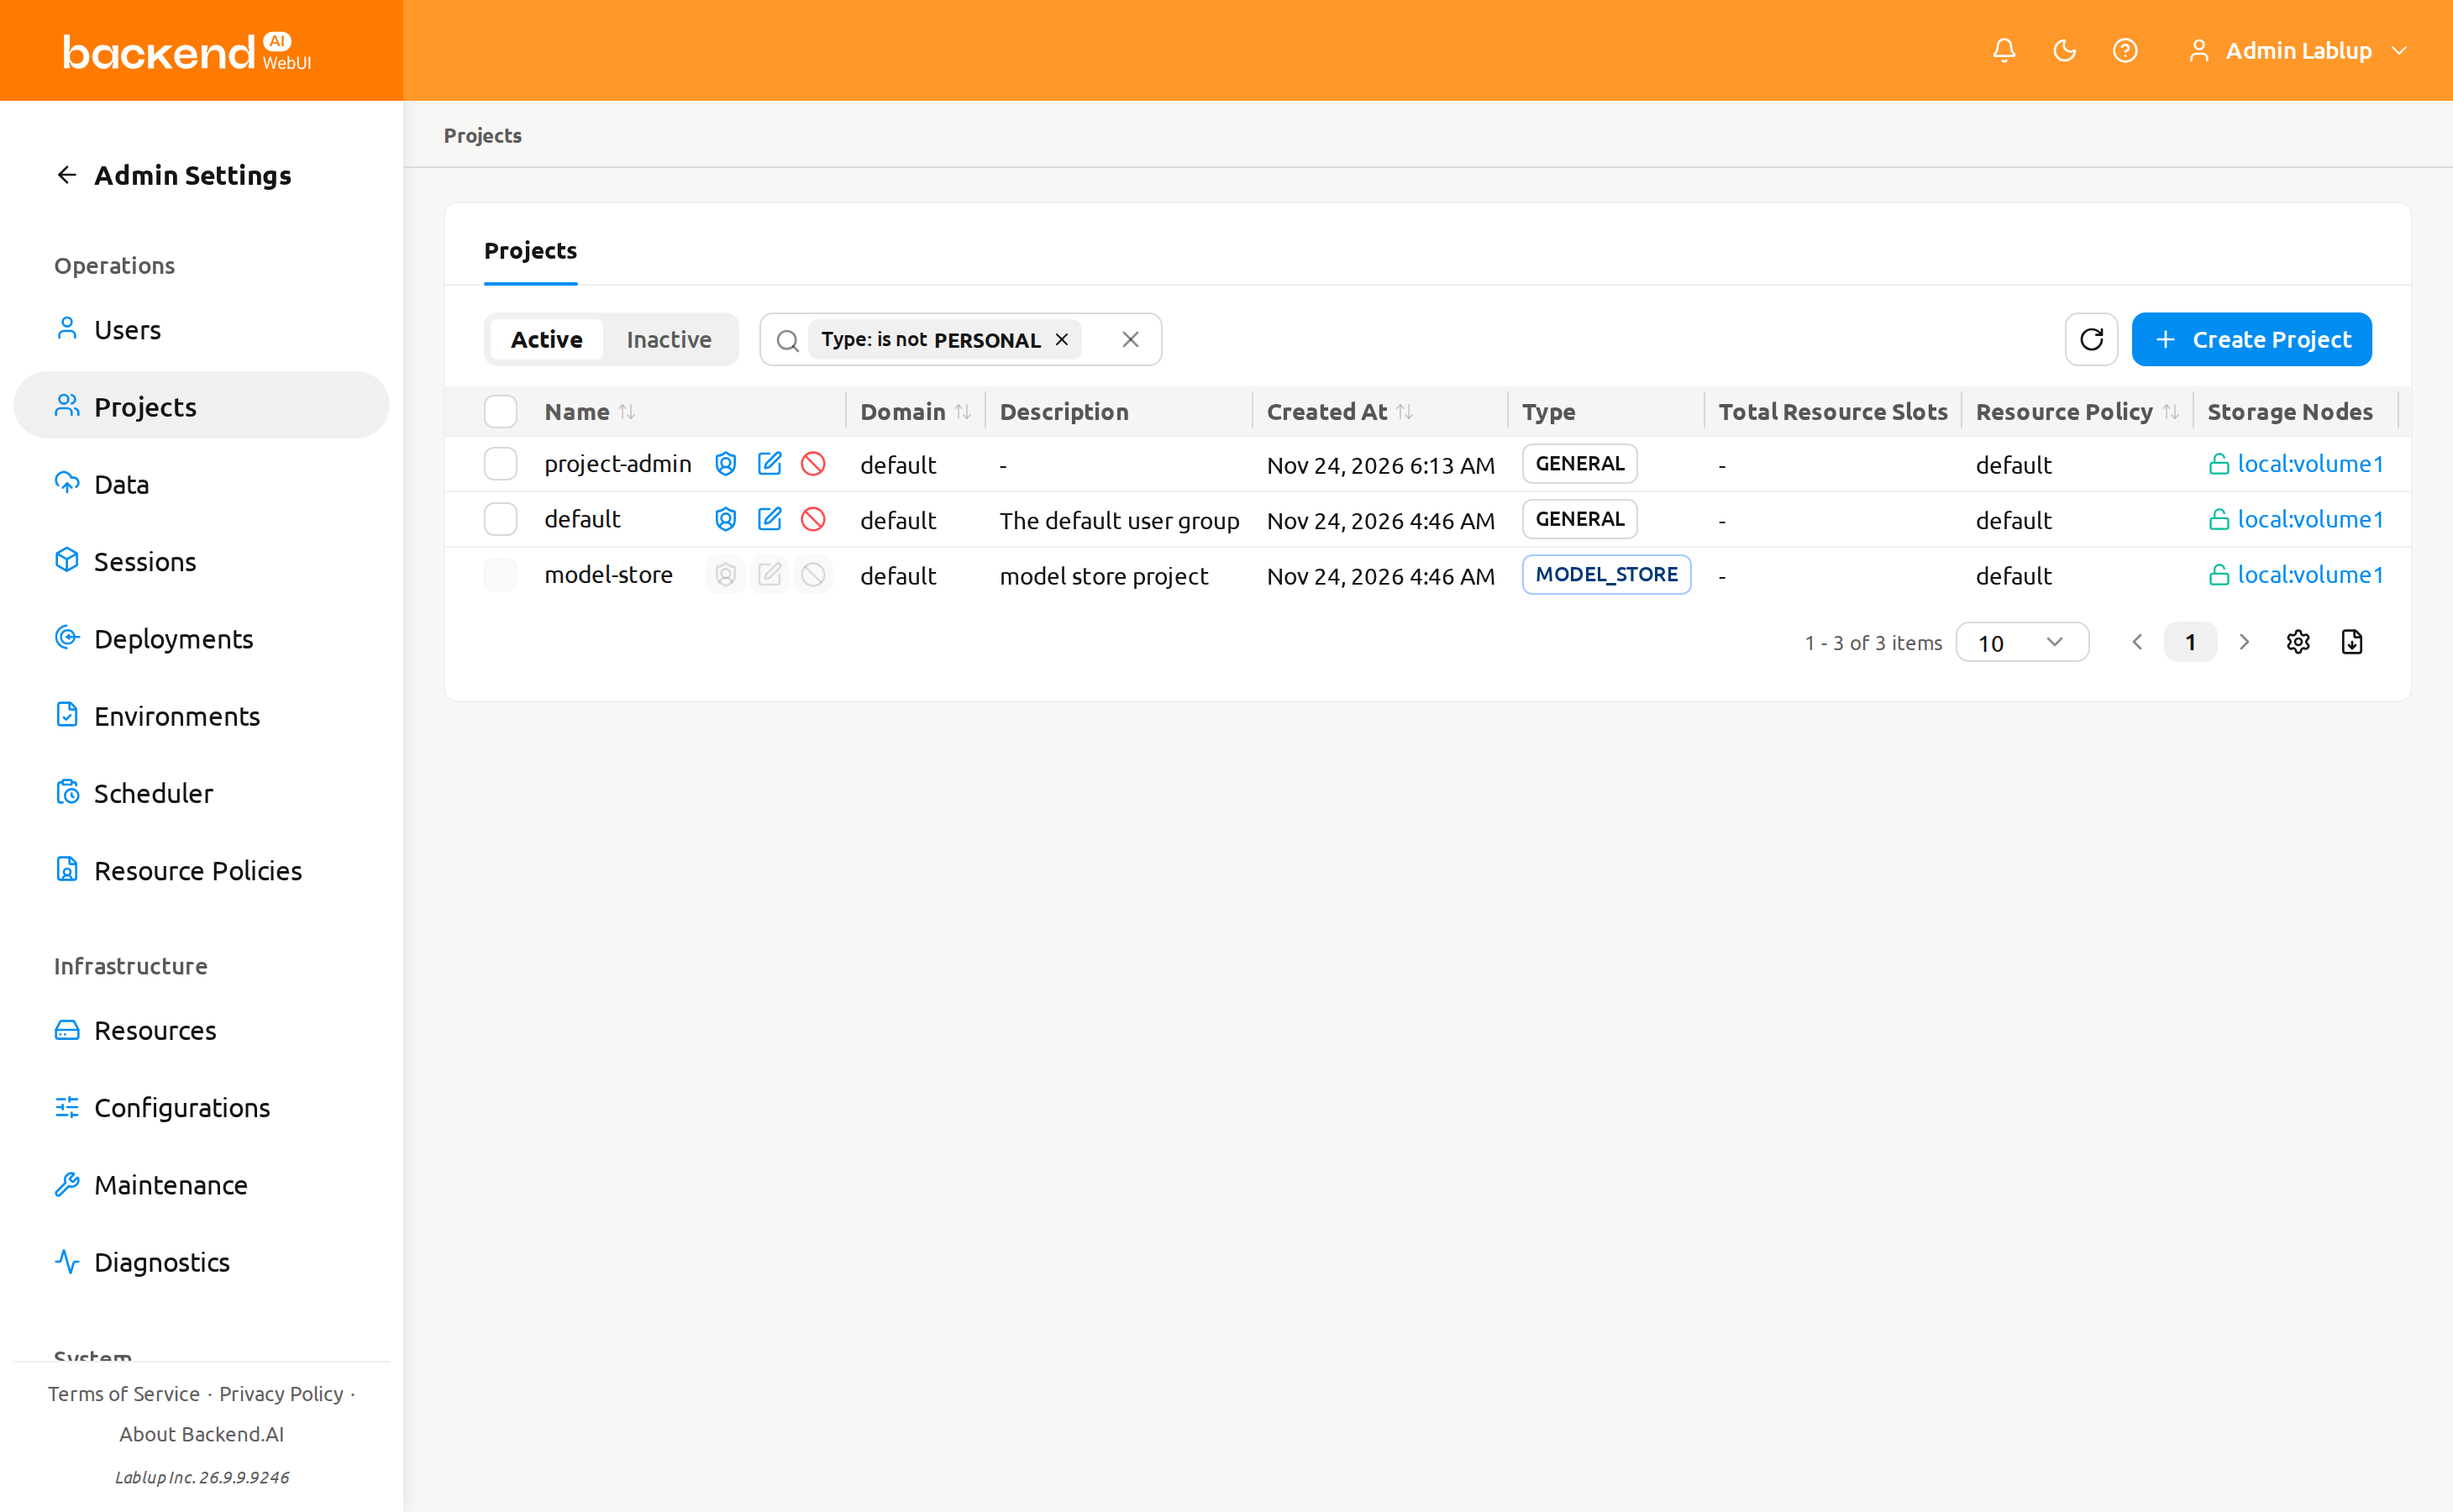 backend AI WebUI
Admin Lablup
Admin Settings
Operations
Users
Projects
Data
Sessions
Deployments
Environments
Scheduler
Resource Policies
Infrastructure
Resources
Configurations
Maintenance
Diagnostics
System
Terms of Service · Privacy Policy ·
About Backend.AI
Lablup Inc. 26.9.9.9246
Projects
Projects
Active Inactive Type: is not PERSONAL Create Project
Name Domain Description Created At Type Total Resource Slots Resource Policy Storage Nodes
project-admin default - Nov 24, 2026 6:13 AM GENERAL - default local:volume1
default default The default user group Nov 24, 2026 4:46 AM GENERAL - default local:volume1
model-store default model store project Nov 24, 2026 4:46 AM MODEL_STORE - default local:volume1
1 - 3 of 3 items 10 1